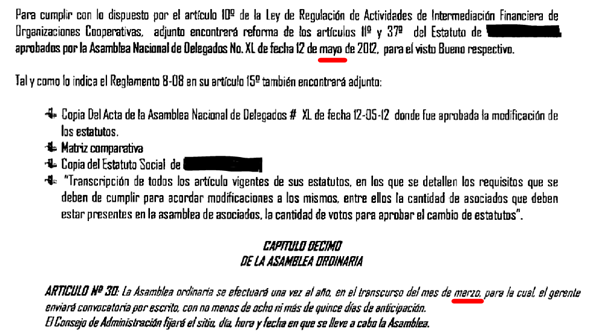 Para cumplir con lo dispuesto por el artículo 10º de la Ley de Regulación de Actividades de Intermediación Financiera de
Organizaciones Cooperativas, adjunto encontrará reforma de los artículos 11º y 37º del Estatuto de
aprobados por la Asamblea Nacional de Delegados No. XL de fecha 12 de mayo de 2012, para el visto Bueno respectivo.
Tal y como lo indica el Reglamento 8-08 en su artículo 15º también encontrará adjunto:
Copia Del Acta de la Asamblea Nacional de Delegados # XL de fecha 12-05-12 donde fue aprobada la modificación de
los estatutos.
Matriz comparativa
Copia del Estatuto Social de
"Transcripción de todos los artículo vigentes de sus estatutos, en los que se detallen los requisitos que se
deben de cumplir para acordar modificaciones a los mismos, entre ellos la cantidad de asociados que deben
estar presentes en la asamblea de asociados, la cantidad de votos para aprobar el cambio de estatutos".
CAPITULO DECIMO
DE LA ASAMBLEA ORDINARIA
ARTICULO Nº 30: La Asamblea ordinaria se efectuará una vez al año, en el transcurso del mes de marzo, para la cual, el gerente
enviará convocatoria por escrito, con no menos de ocho ni más de quince días de anticipación.
El Consejo de Administración fijará el sitio, día, hora y fecha en que se lleve a cabo la Asamblea.